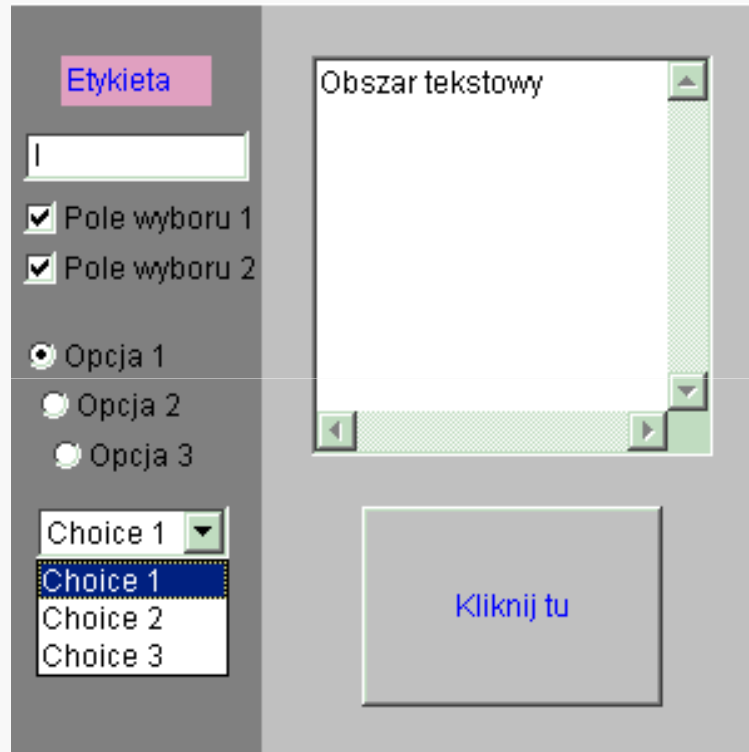 Etykieta
Pole wyboru 1
Pole wyboru 2
Opcja 1
Opcja 2
Opcja 3
Choice 1
Choice 1
Choice 2
Choice 3
Obszar tekstowy
Kliknij tu